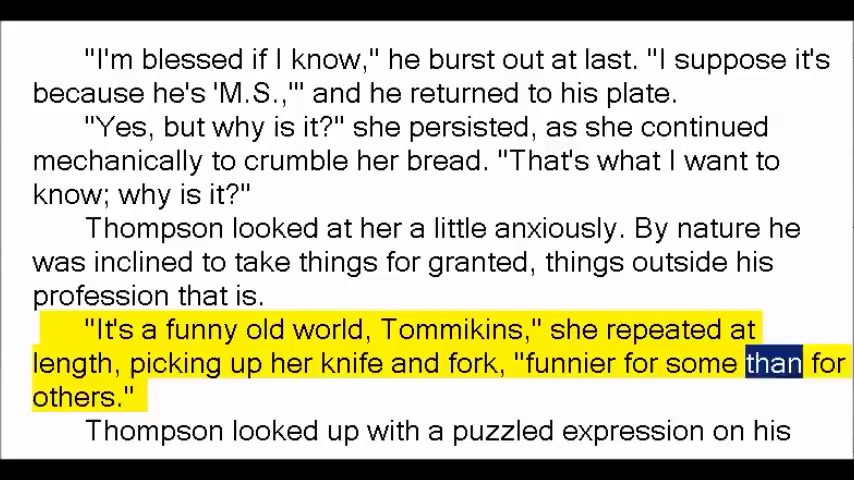 "I'm blessed if I know," he burst out at last. "I suppose it's
because he's 'M.S.,'" and he returned to his plate.
"Yes, but why is it?" she persisted, as she continued
mechanically to crumble her bread. "That's what I want to
know; why is it?"
Thompson looked at her a little anxiously. By nature he
was inclined to take things for granted, things outside his
profession that is.
"It's a funny old world, Tommikins," she repeated at
length, picking up her knife and fork, "funnier for some than for
others."
Thompson looked up with a puzzled expression on his